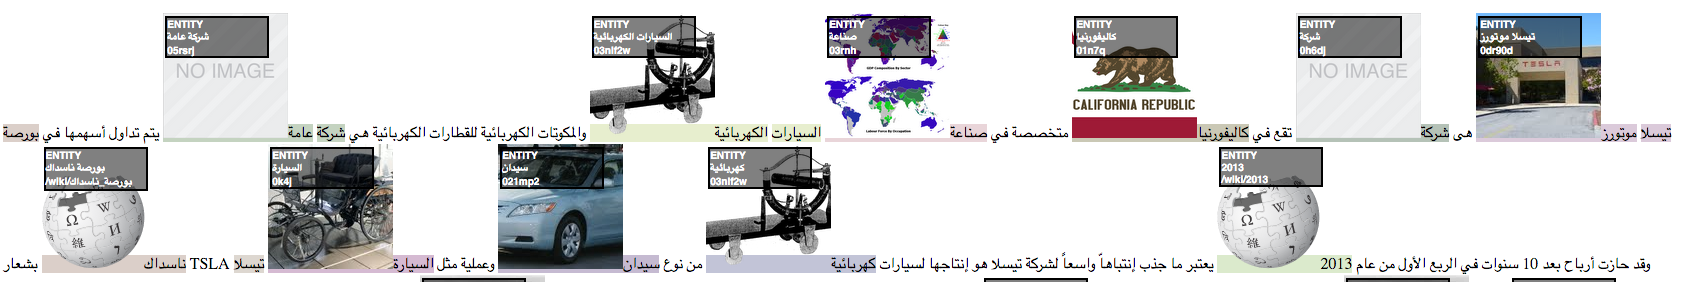 ENTITY
تيسلا موتورز
0dr90d
ENTITY
شركة
0h6dj
NO IMAGE
ENTITY
كاليفورنيا
01n7q
CALIFORNIA REPUBLIC
ENTITY
صناعة
03rnh
ENTITY
السيارات الكهربائية
03nlf2w
ENTITY
شركة عامة
05rsrj
NO IMAGE
TESLA
تيسلا موتورز هى شركة تقع في كاليفورنيا متخصصة في صناعة السيارات الكهربائية والمكوتات الكهربائية للقطارات الكهربائية هي شركة عامة يتم تداول أسهمها في بورصة
ENTITY
2013
/wiki/2013
ENTITY
كهربائية
03nlf2w
ENTITY
سيدان
021mp2
ENTITY
السيارة
0k4j
ENTITY
بورصة ناسداك
/wiki/بورصة_ناسداك
وقد حازت أرباح بعد 10 سنوات في الربع الأول من عام 2013 يعتبر ما جذب إنتباهاً واسعاً لشركة تيسلا هو إنتاجها لسيارات كهربائية من نوع سيدان وعملية مثل السيارة تيسلا TSLA ناسداك بشعار